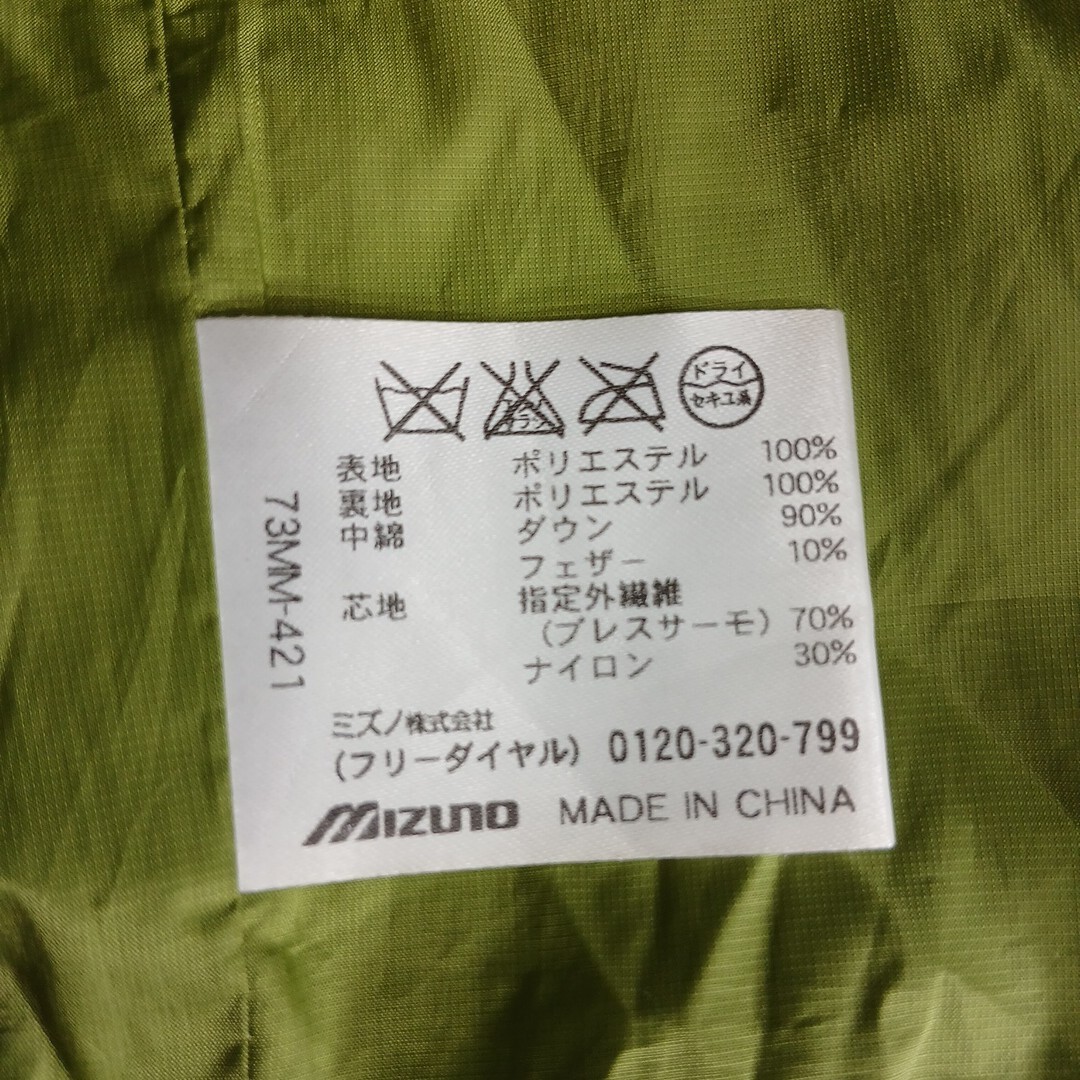 ドライ
セキユ系
表地 ポリエステル 100%
裏地 ポリエステル 100%
中綿 ダウン 90%
フェザー 10%
芯地 指定外繊維
(ブレスサーモ) 70%
ナイロン 30%
ミズノ株式会社
(フリーダイヤル) 0120-320-799
MIZUNO MADE IN CHINA
73MM-421